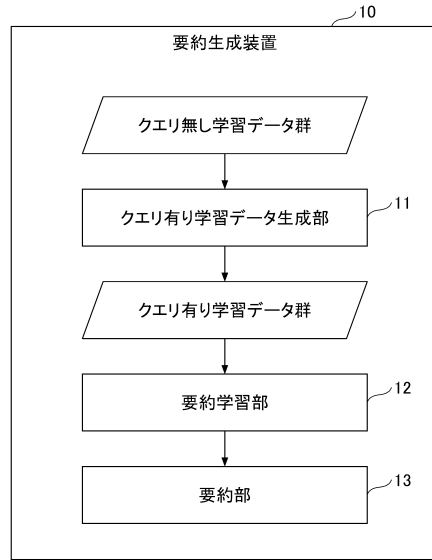 10
要約生成装置
クエリ無し学習データ群
11
クエリ有り学習データ生成部
クエリ有り学習データ群
12
要約学習部
13
要約部